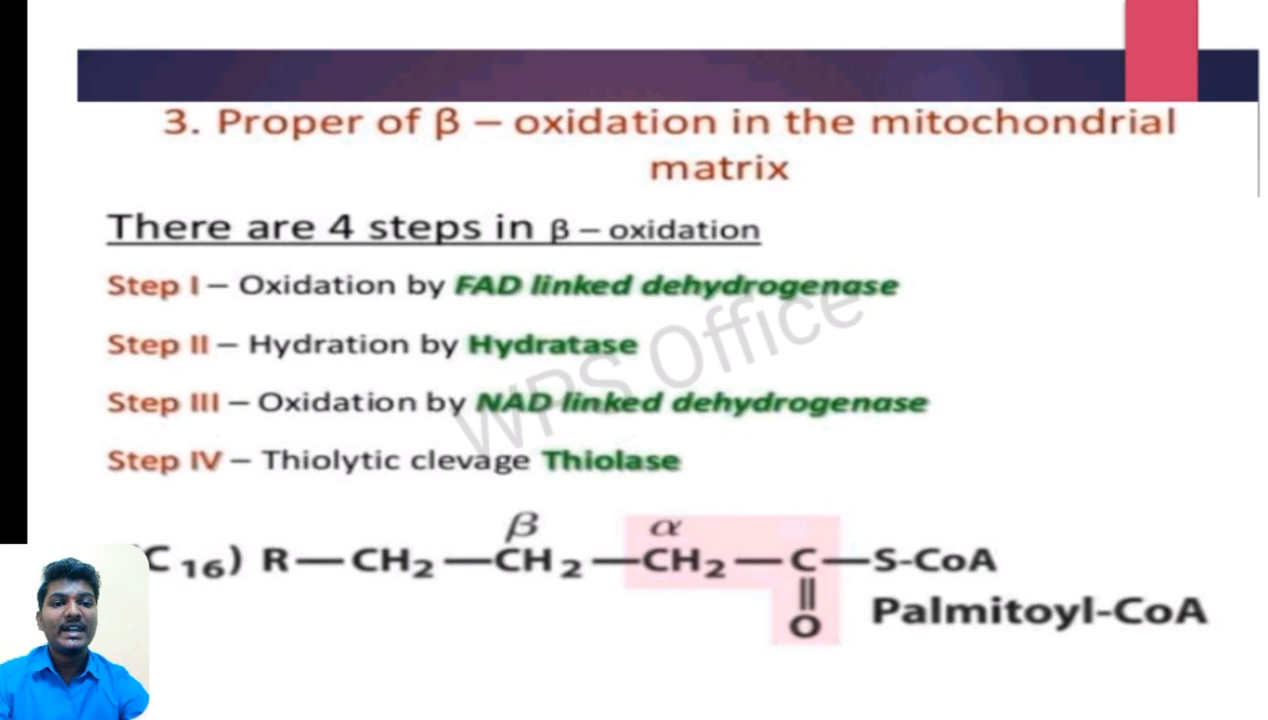 3. Proper of β – oxidation in the mitochondrial
matrix
There are 4 steps in β – oxidation
Step I – Oxidation by FAD linked dehydrogenase
Step II – Hydration by Hydratase
Step III – Oxidation by NAD linked dehydrogenase
Step IV – Thiolytic clevage Thiolase
WPS Office
β α
C 16) R—CH2—CH2—CH2—C—S-CoA
||
O Palmitoyl-CoA